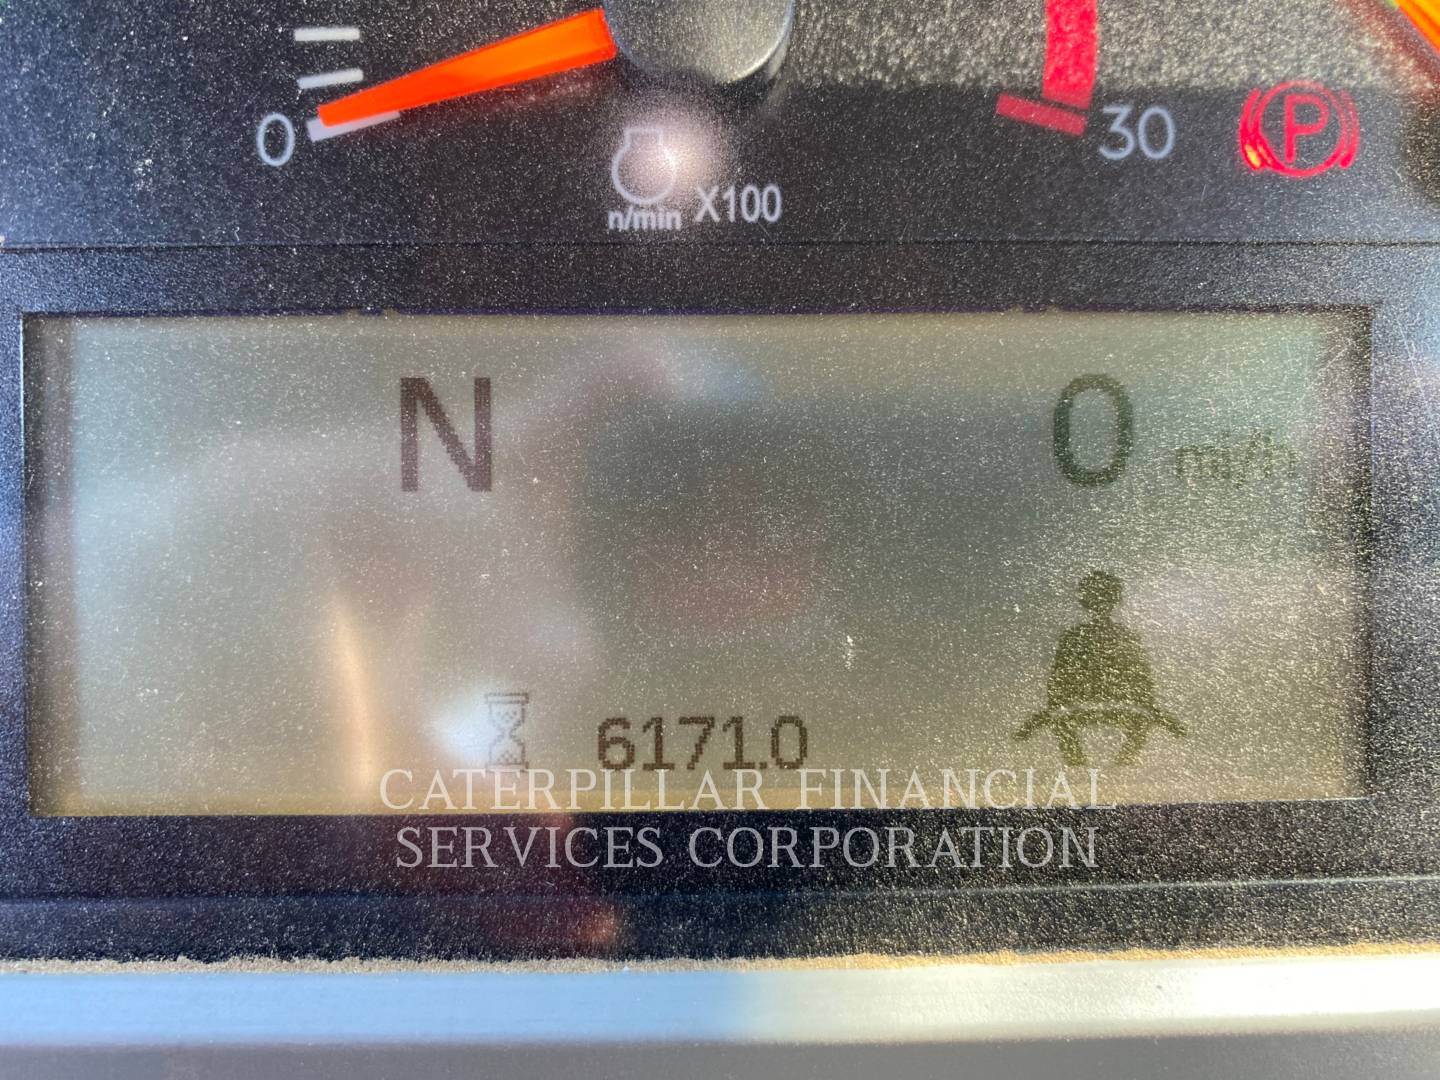 0
30
P
n/min X100
N
0 mi/h
6171.0
CATERPILLAR FINANCIAL
SERVICES CORPORATION